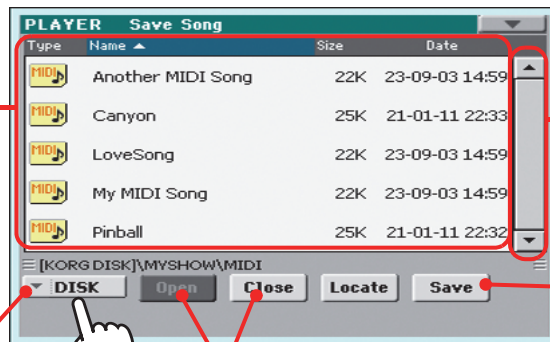 PLAYER Save Song
Type Name Size Date
MIDI Another MIDI Song 22K 23-09-03 14:59
MIDI Canyon 25K 21-01-11 22:33
MIDI LoveSong 22K 23-09-03 14:59
MIDI My MIDI Song 22K 23-09-03 14:59
MIDI Pinball 25K 21-01-11 22:32
[KORG DISK]\MYSHOW\MIDI
DISK Open Close Locate Save